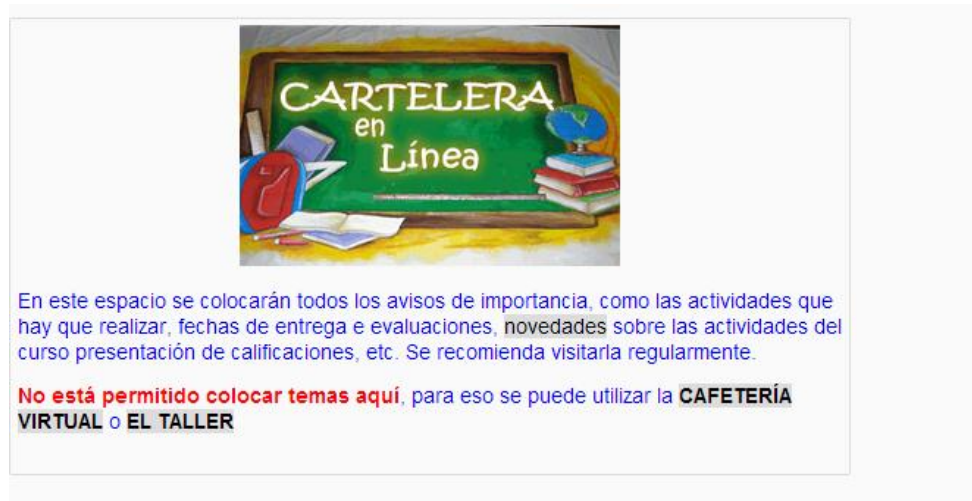 CARTELERA
en
Línea
En este espacio se colocarán todos los avisos de importancia, como las actividades que
hay que realizar, fechas de entrega e evaluaciones, novedades sobre las actividades del
curso presentación de calificaciones, etc. Se recomienda visitarla regularmente.
No está permitido colocar temas aquí, para eso se puede utilizar la CAFETERÍA
VIRTUAL o EL TALLER